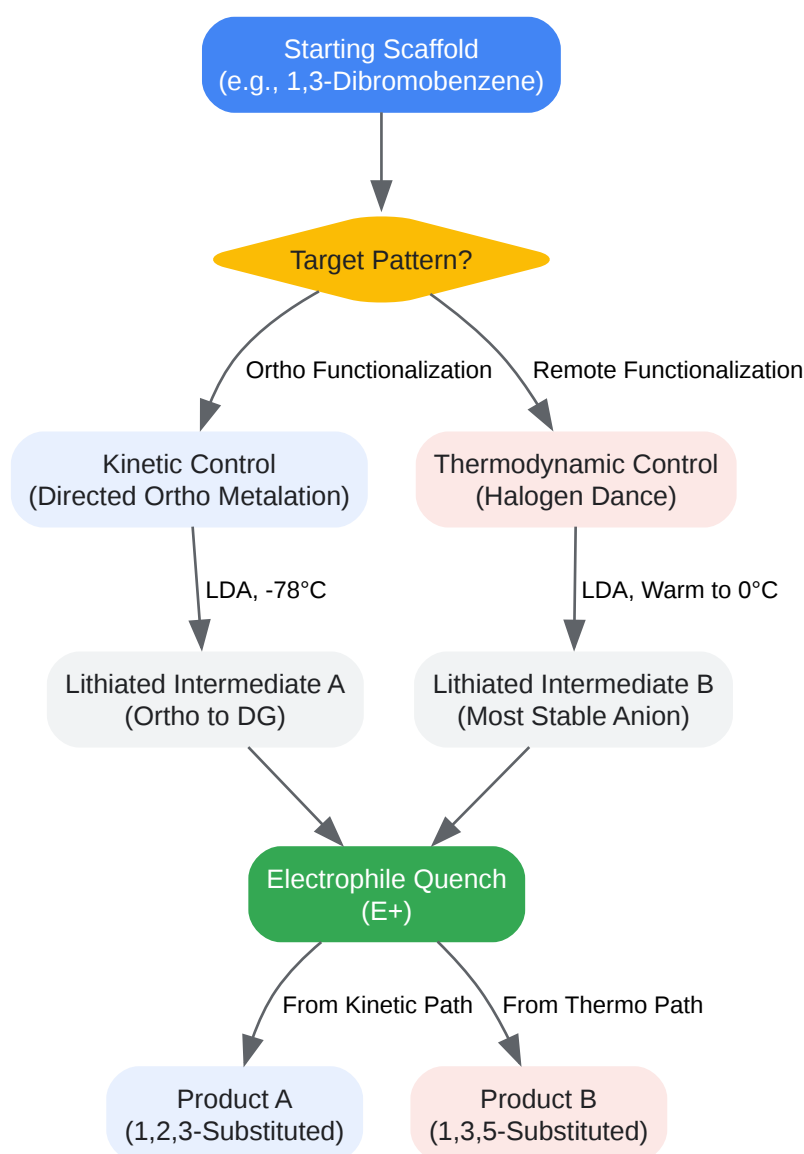 Starting Scaffold
(e.g., 1,3-Dibromobenzene)
Target Pattern?
Ortho Functionalization
Remote Functionalization
Kinetic Control
(Directed Ortho Metalation)
Thermodynamic Control
(Halogen Dance)
LDA, -78°C
LDA, Warm to 0°C
Lithiated Intermediate A
(Ortho to DG)
Lithiated Intermediate B
(Most Stable Anion)
Electrophile Quench
(E+)
From Kinetic Path
From Thermo Path
Product A
(1,2,3-Substituted)
Product B
(1,3,5-Substituted)